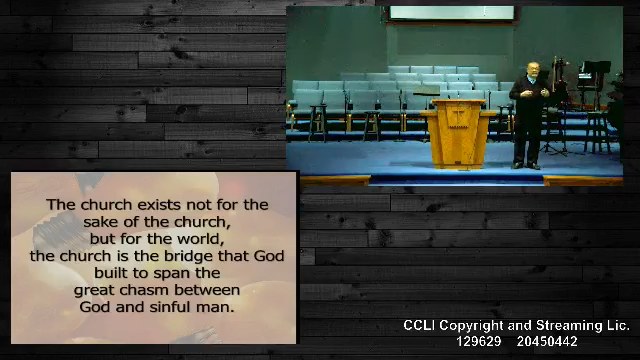 The church exists not for the
sake of the church,
but for the world,
the church is the bridge that God
built to span the
great chasm between
God and sinful man.
CCLI Copyright and Streaming Lic.
129629 20450442